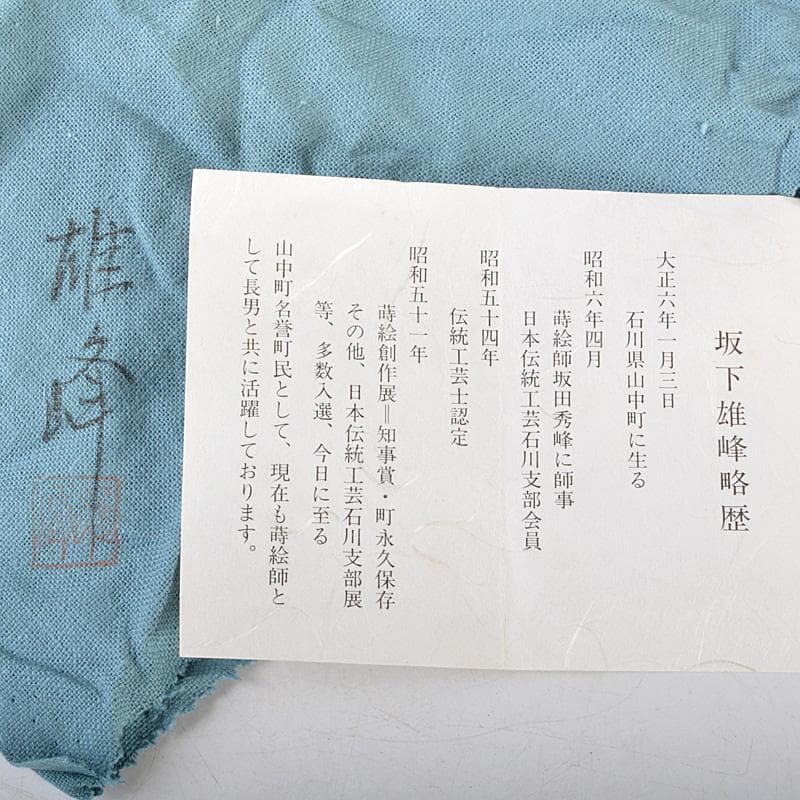 坂下雄峰略歴
大正六年一月三日
石川県山中町に生る
昭和六年四月
蒔絵師坂田秀峰に師事
日本伝統工芸石川支部会員
昭和五十四年
伝統工芸士認定
昭和五十一年
蒔絵創作展＝知事賞・町永久保存
その他、日本伝統工芸石川支部展
等、多数入選、今日に至る
山中町名誉町民として、現在も蒔絵師と
して長男と共に活躍しております。
雄峰